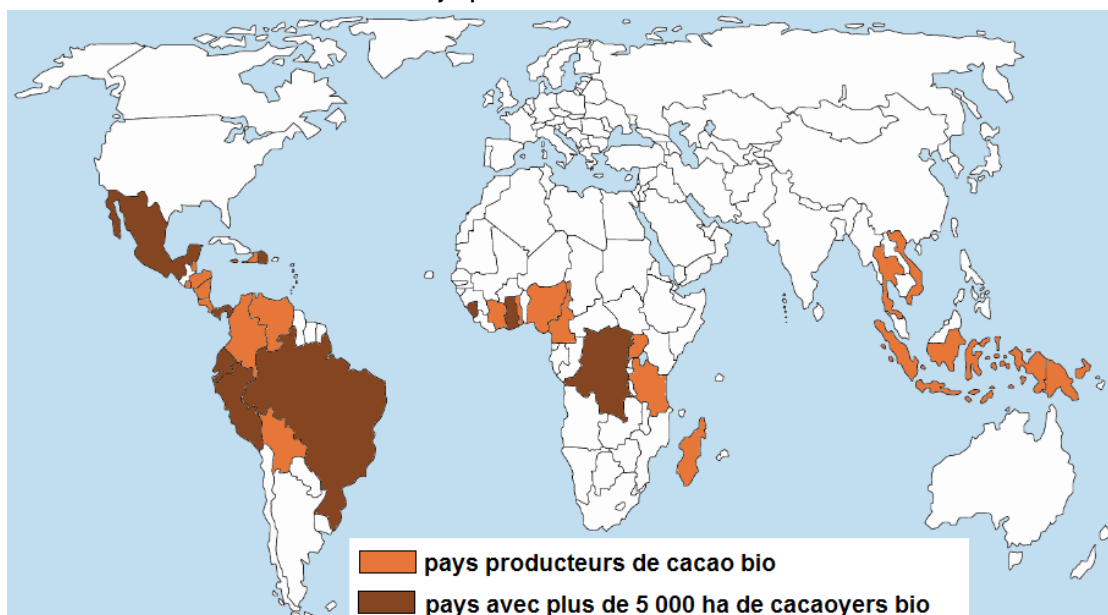 pays producteurs de cacao bio
pays avec plus de 5 000 ha de cacaoyers bio